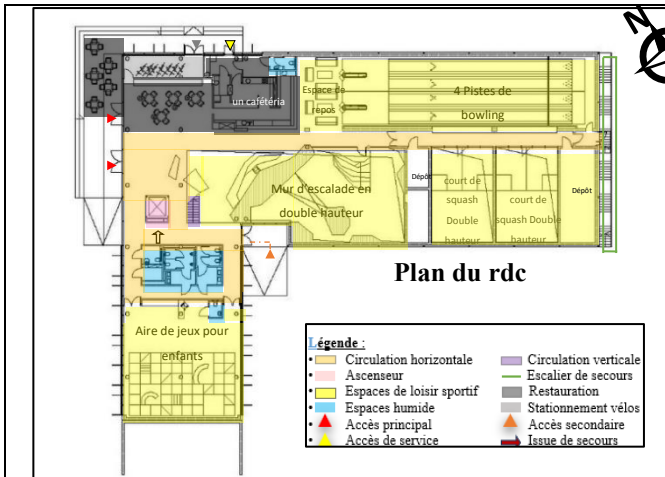 N
un cafétéria
Espace de
repos
4 Pistes de
bowling
Mur d'escalade en
double hauteur
Dépôt
court de
squash
Double
hauteur
court de
squash Double
hauteur
Dépôt
Plan du rdc
Aire de jeux pour
enfants
Légende :
• Circulation horizontale
• Ascenseur
• Espaces de loisir sportif
• Espaces humide
• Accès principal
• Accès de service
Circulation verticale
Escalier de secours
Restauration
Stationnement vélos
Accès secondaire
Issue de secours